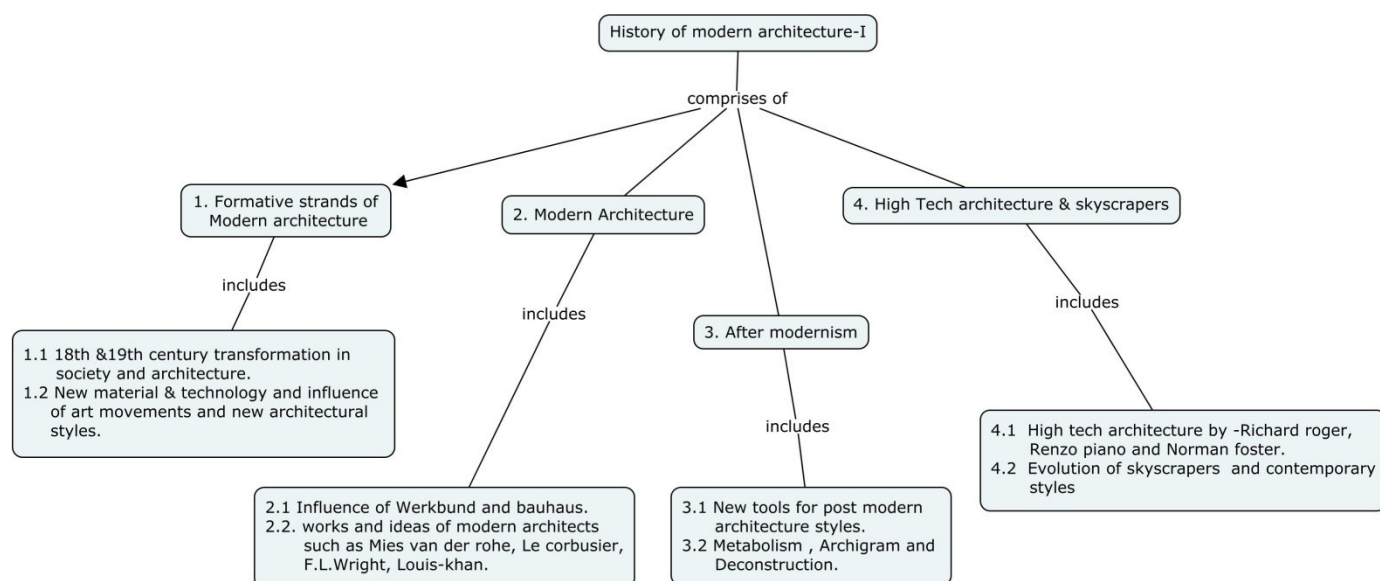 History of modern architecture-I
comprises of
1. Formative strands of
Modern architecture
2. Modern Architecture
4. High Tech architecture & skyscrapers
includes
includes
includes
3. After modernism
1.1 18th &19th century transformation in
society and architecture.
1.2 New material & technology and influence
of art movements and new architectural
styles.
includes
4.1 High tech architecture by -Richard roger,
Renzo piano and Norman foster.
4.2 Evolution of skyscrapers and contemporary
styles
2.1 Influence of Werkbund and bauhaus.
2.2. works and ideas of modern architects
such as Mies van der rohe, Le corbusier,
F.L.Wright, Louis-khan.
3.1 New tools for post modern
architecture styles.
3.2 Metabolism , Archigram and
Deconstruction.